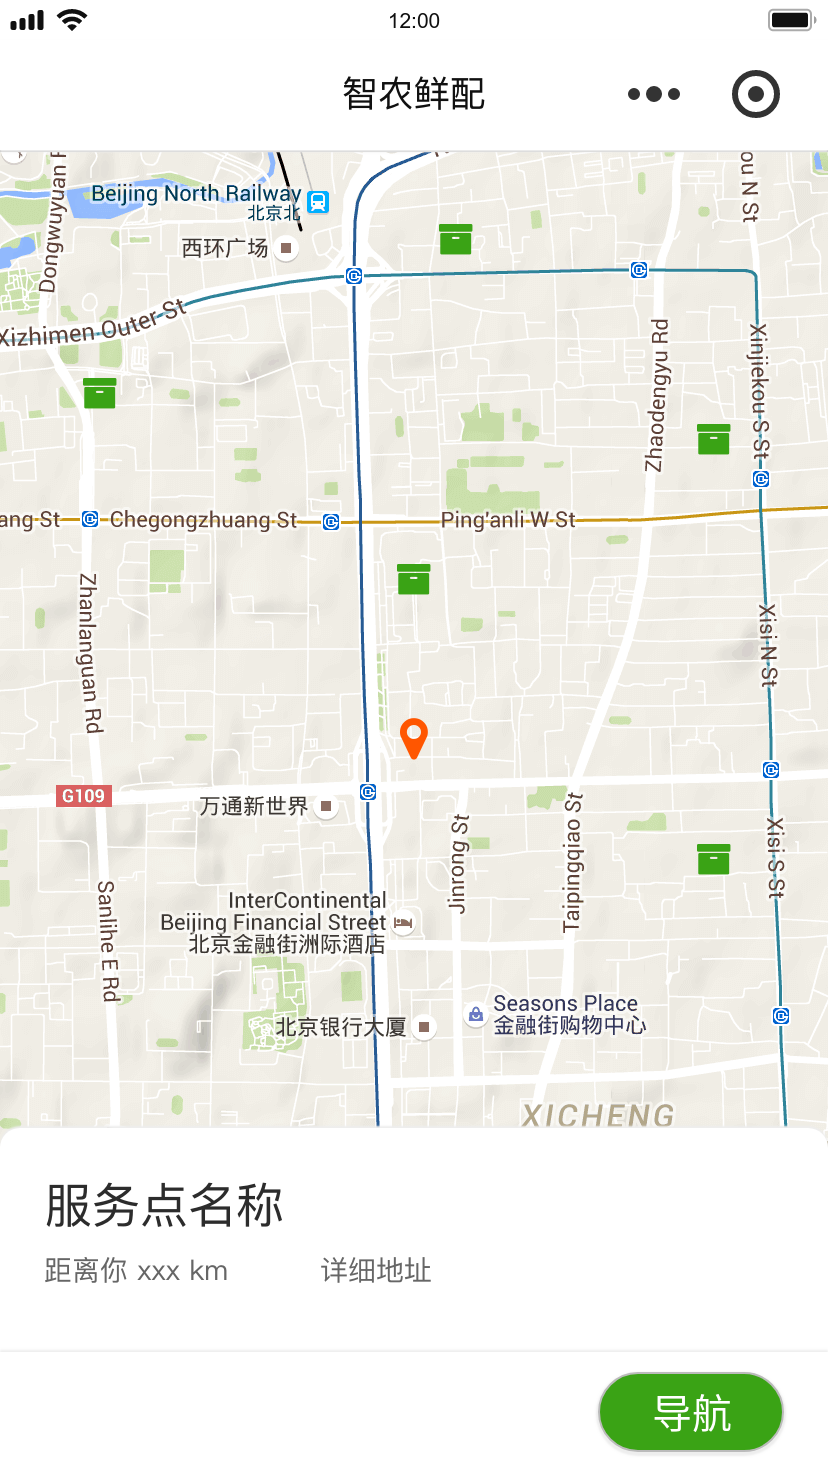 12:00
智农鲜配
Dongwuyuan
ou N St
Beijing North Railway
北京北
西环广场
Xizhimen Outer St
Zhaodengyu Rd
Xinjiekou S St
ang St
Chegongzhuang St
Ping'anli W St
Zhanlanguan Rd
Xisi N St
G109
万通新世界
Jinrong St
Taipingqiao St
Xisi S St
Sanlihe E Rd
InterContinental
Beijing Financial Street
北京金融街洲际酒店
Seasons Place
金融街购物中心
北京银行大厦
XICHENG
服务点名称
距离你 xxx km
详细地址
导航